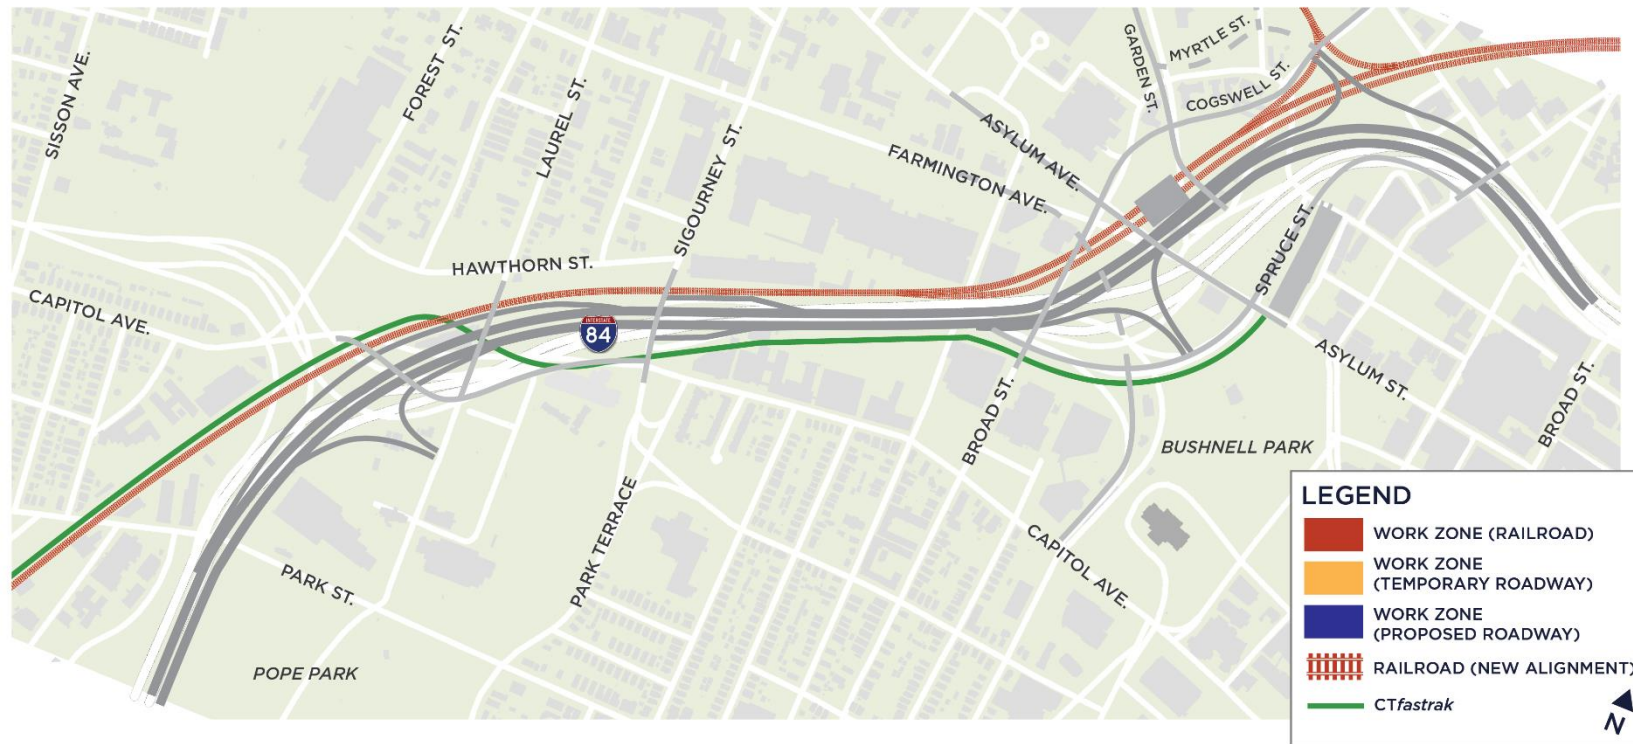 SISSON AVE.
FOREST ST.
LAUREL ST.
SIGOURNEY ST.
GARDEN ST.
MYRTLE ST.
COGSWELL ST.
ASYLUM AVE.
FARMINGTON AVE.
HAWTHORN ST.
CAPITOL AVE.
INTERSTATE
84
SPRUCE ST.
ASYLUM ST.
BROAD ST.
BROAD ST.
BUSHNELL PARK
PARK TERRACE
CAPITOL AVE.
PARK ST.
POPE PARK
LEGEND
WORK ZONE (RAILROAD)
WORK ZONE
(TEMPORARY ROADWAY)
WORK ZONE
(PROPOSED ROADWAY)
RAILROAD (NEW ALIGNMENT)
CTfastrak
N